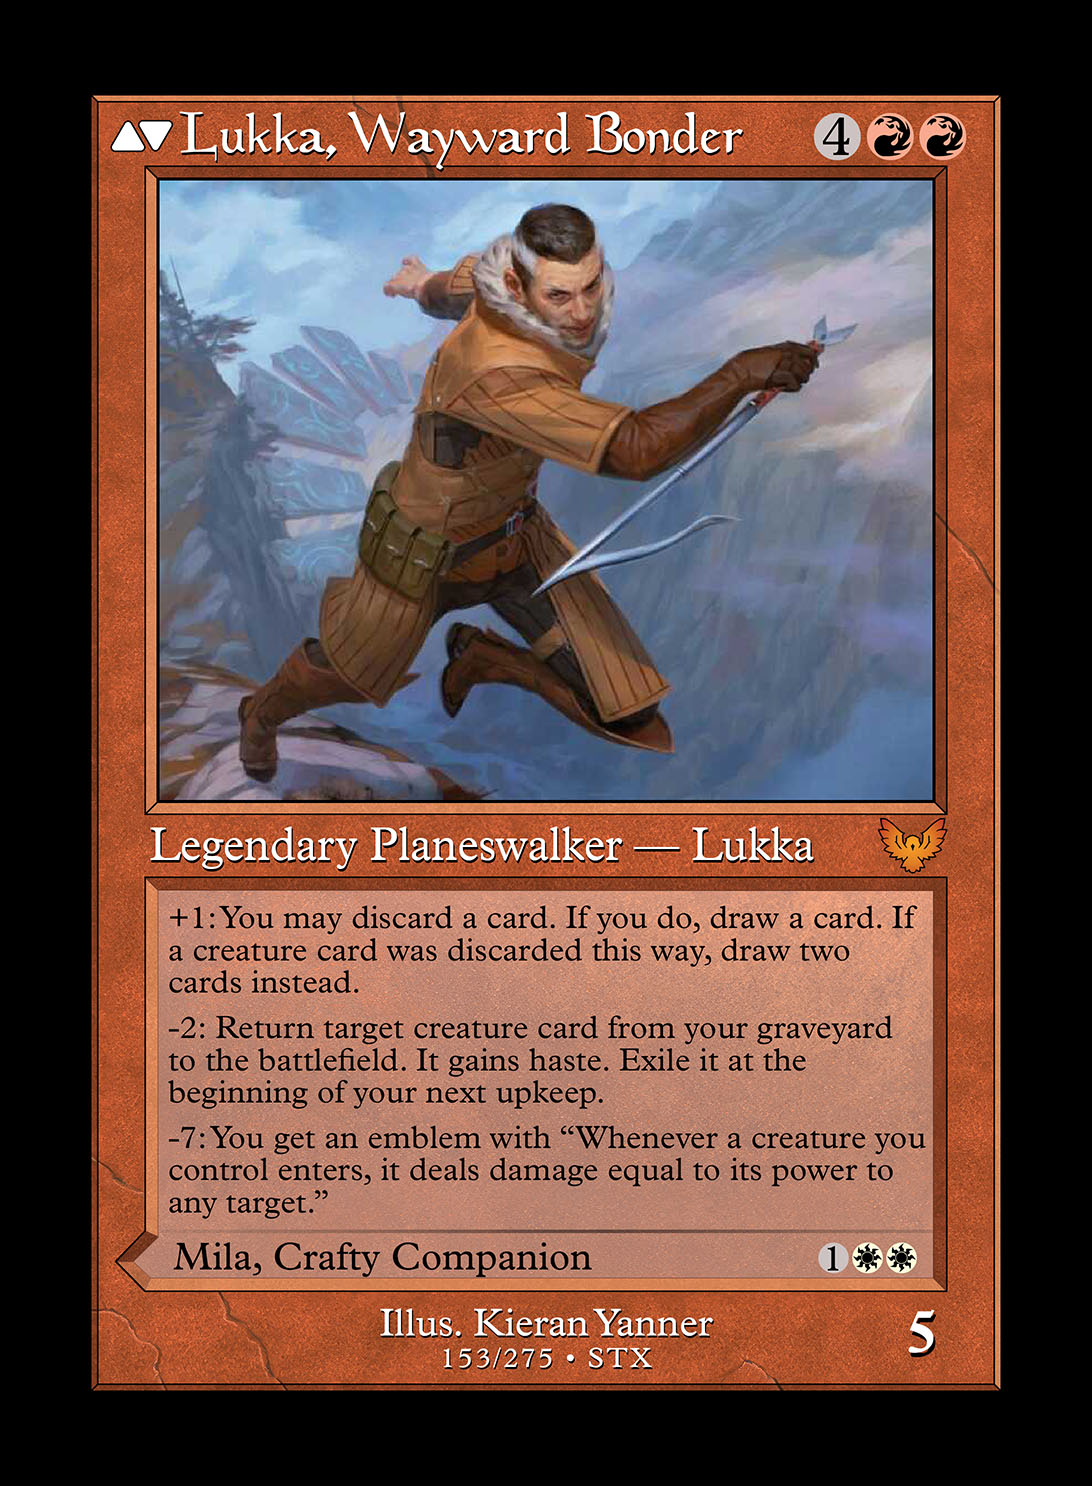 Lukka, Wayward Bonder 4
Legendary Planeswalker — Lukka
+1: You may discard a card. If you do, draw a card. If
a creature card was discarded this way, draw two
cards instead.
-2: Return target creature card from your graveyard
to the battlefield. It gains haste. Exile it at the
beginning of your next upkeep.
-7: You get an emblem with “Whenever a creature you
control enters, it deals damage equal to its power to
any target.”
Mila, Crafty Companion 1
Illus. Kieran Yanner
153/275 • STX
5